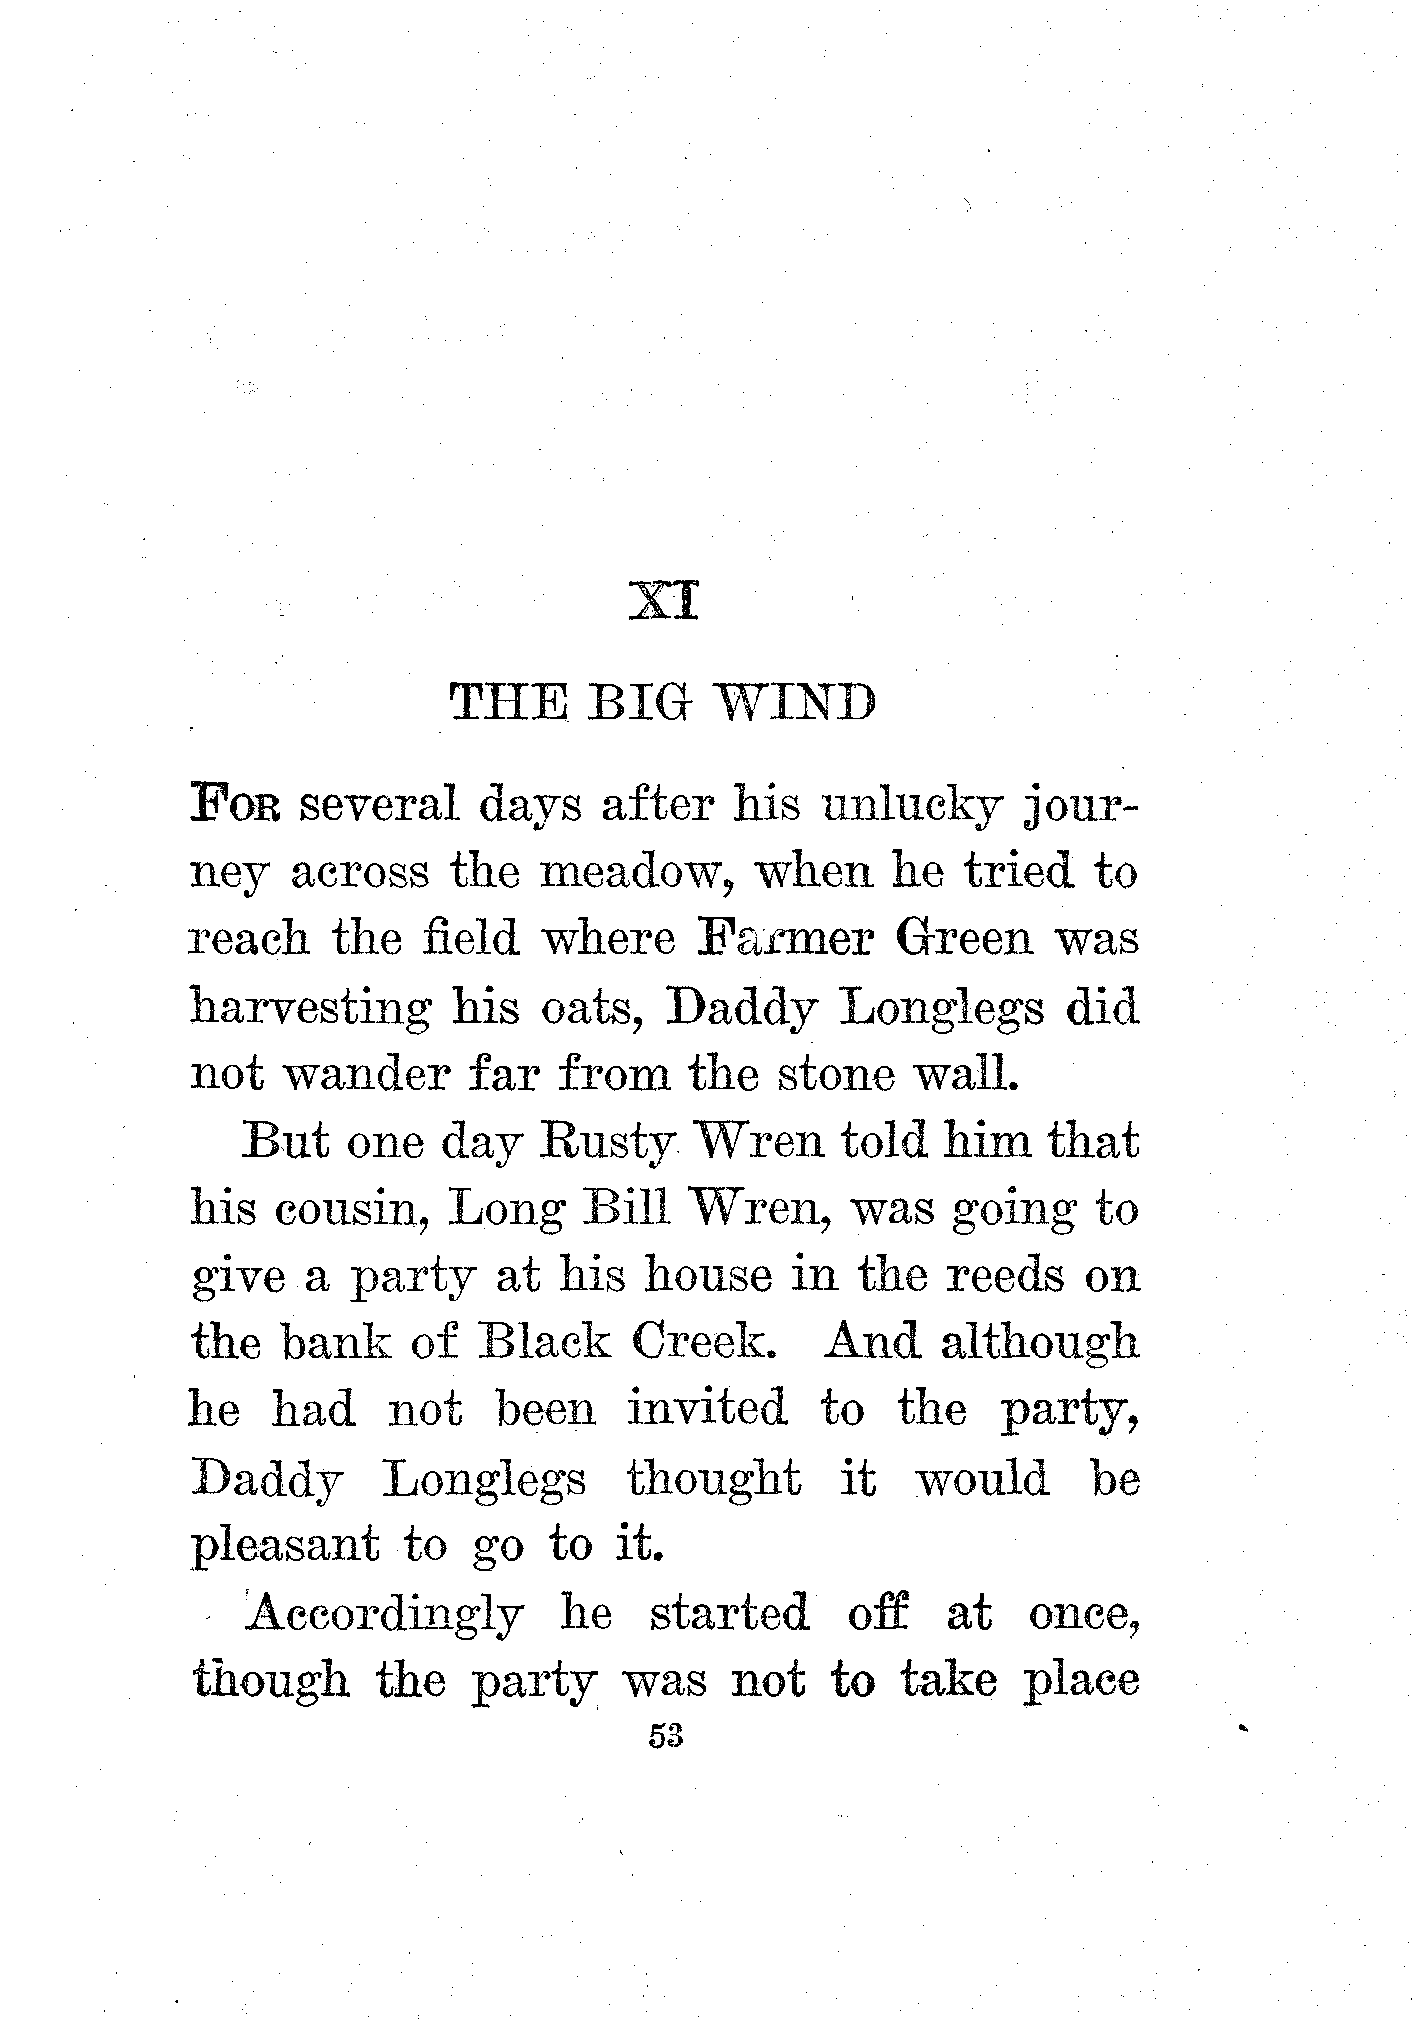 XI
THE BIG WIND
FOR several days after his unlucky jour-
ney across the meadow, when he tried to
reach the field where Farmer Green was
harvesting his oats, Daddy Longlegs did
not wander far from the stone wall.
But one day Rusty Wren told him that
his cousin, Long Bill Wren, was going to
give a party at his house in the reeds on
the bank of Black Creek. And although
he had not been invited to the party,
Daddy Longlegs thought it would be
pleasant to go to it.
Accordingly he started off at once,
though the party was not to take place
53